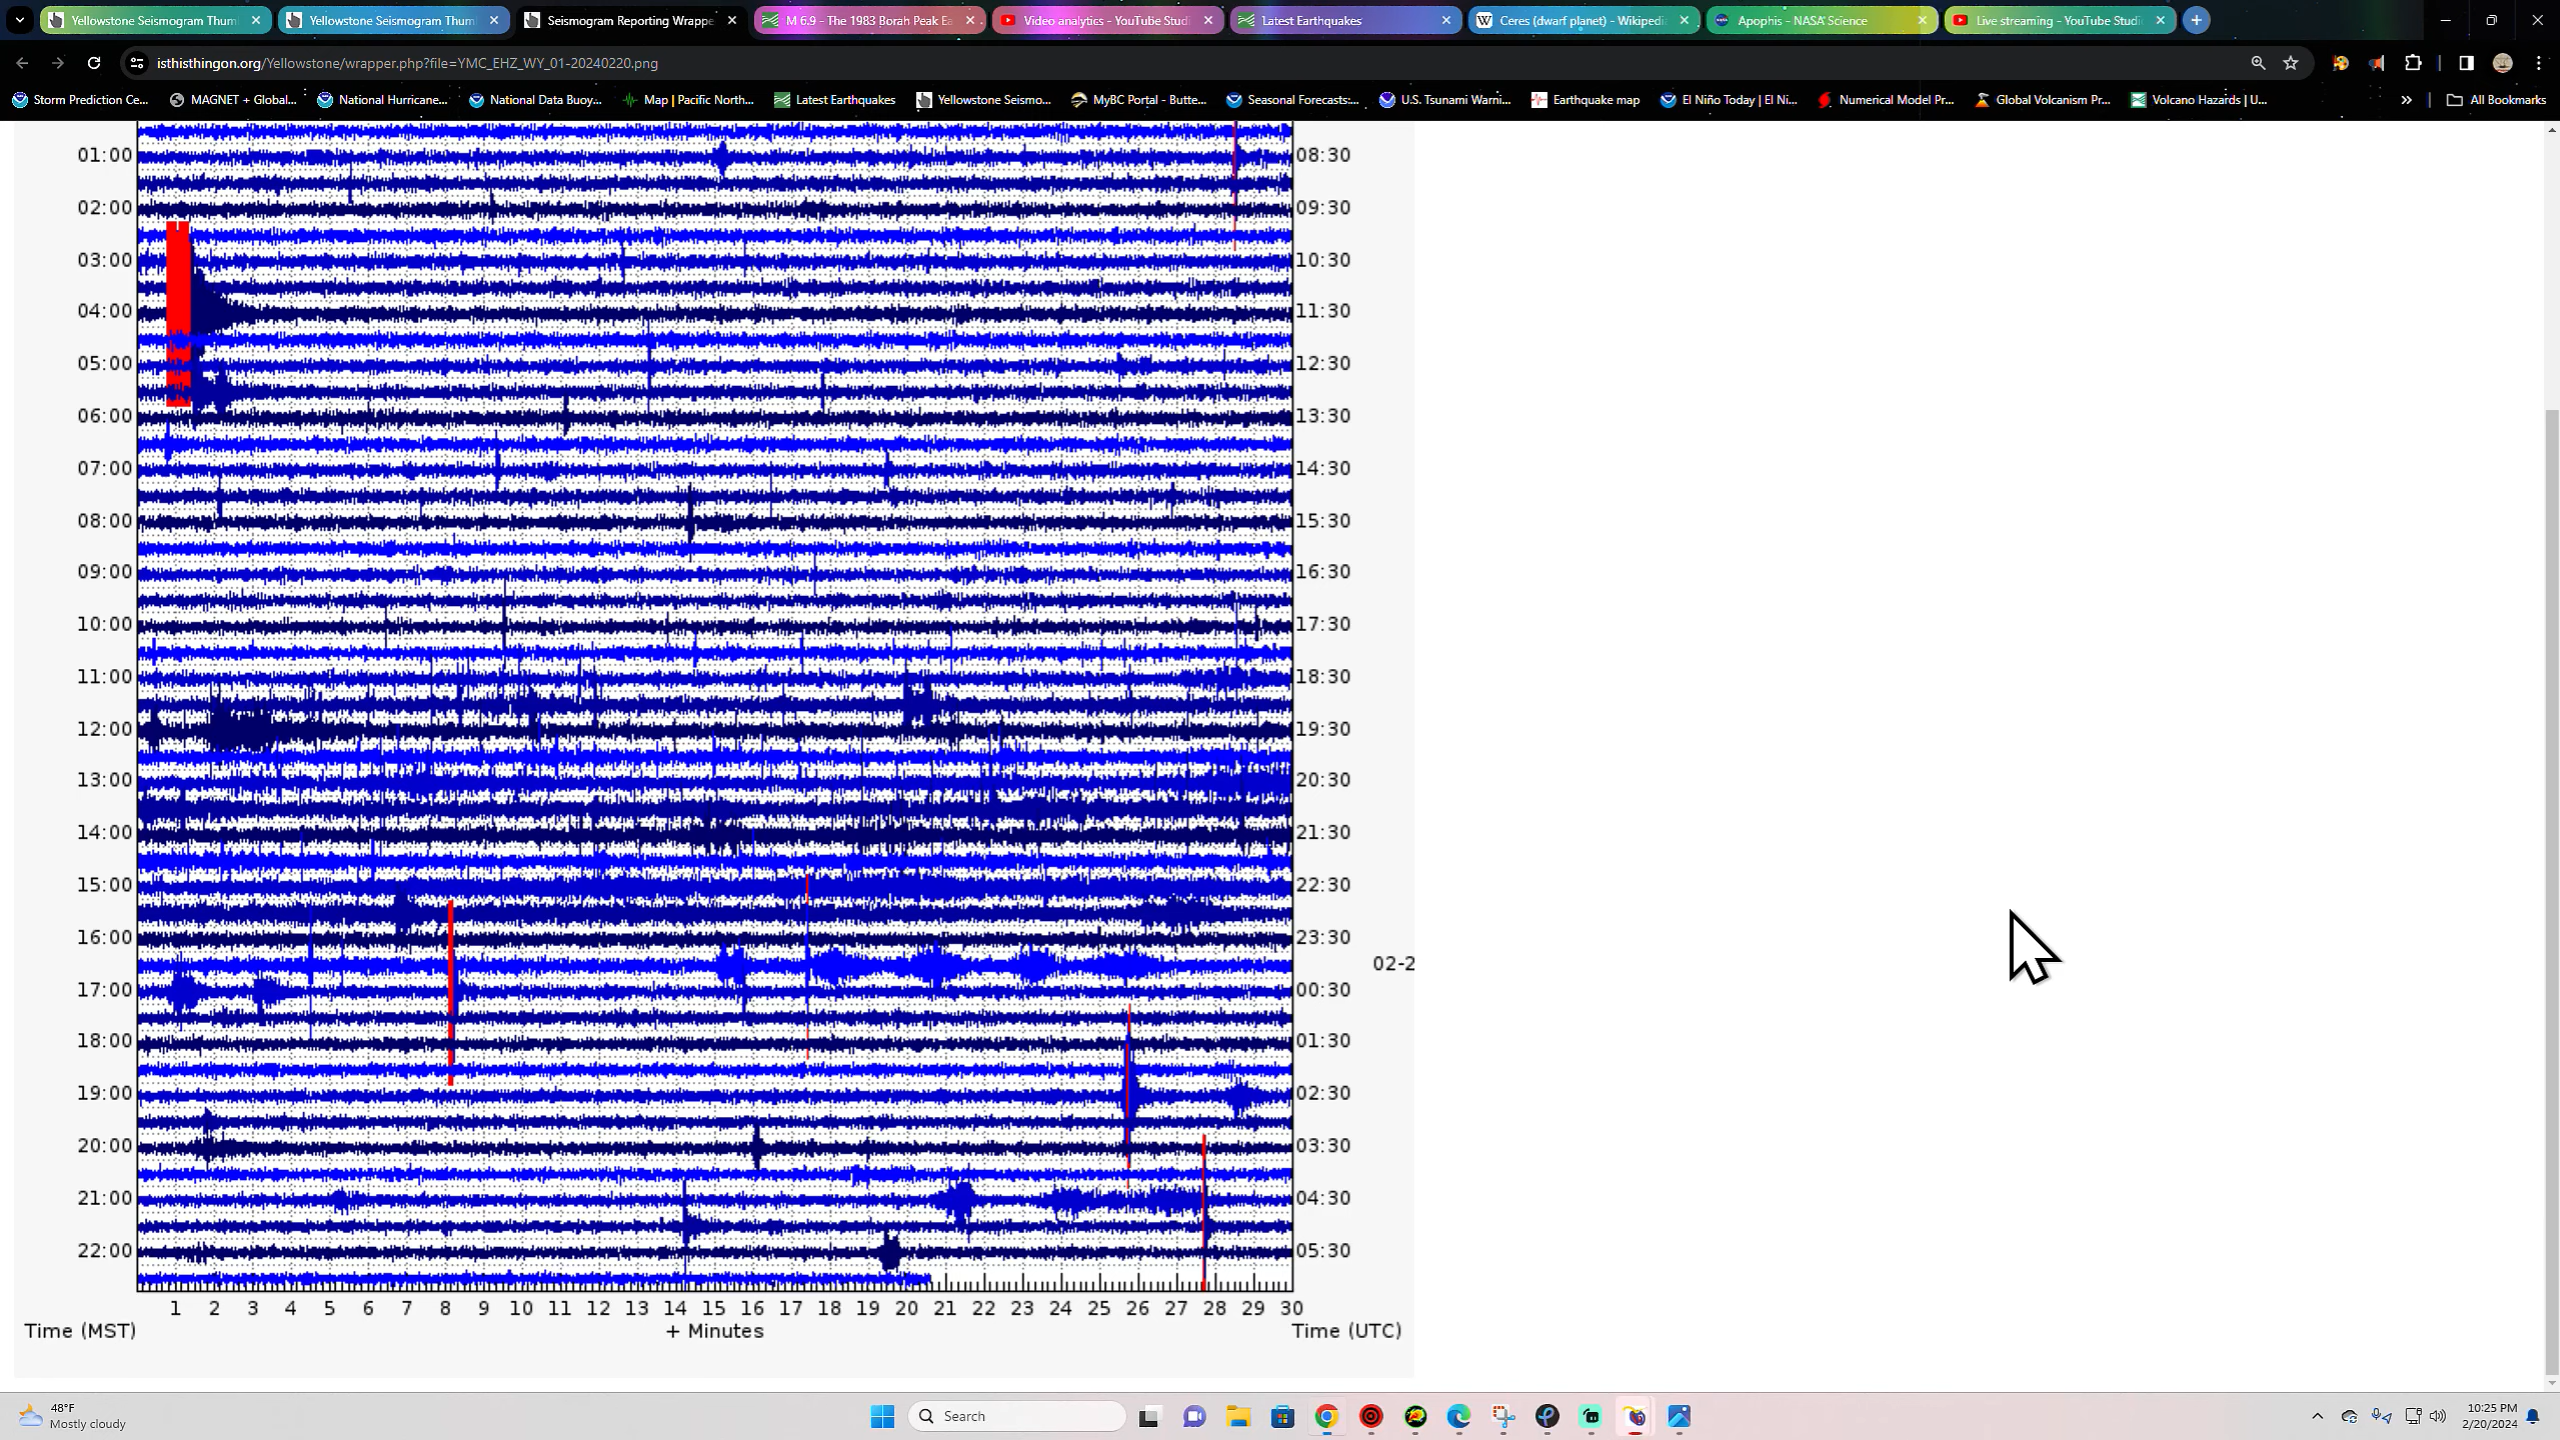 Yellowstone Seismogram Thum
Yellowstone Seismogram Thum
Seismogram Reporting Wrappe
M 6.9 - The 1983 Borah Peak Ea
Video analytics - YouTube Studi
Latest Earthquakes
Ceres (dwarf planet) - Wikipedi
Apophis - NASA Science
Live streaming - YouTube Studi
isthisthingon.org/Yellowstone/wrapper.php?file=YMC_EHZ_WY_01-20240220.png
Storm Prediction Ce...
MAGNET + Global...
National Hurricane...
National Data Buoy...
Map | Pacific North...
Latest Earthquakes
Yellowstone Seismo...
MyBC Portal - Butte...
Seasonal Forecasts:...
U.S. Tsunami Warni...
Earthquake map
El Niño Today | El Ni...
Numerical Model Pr...
Global Volcanism Pr...
Volcano Hazards | U...
All Bookmarks
01:00 08:30
02:00 09:30
03:00 10:30
04:00 11:30
05:00 12:30
06:00 13:30
07:00 14:30
08:00 15:30
09:00 16:30
10:00 17:30
11:00 18:30
12:00 19:30
13:00 20:30
14:00 21:30
15:00 22:30
16:00 23:30
02-2
17:00 00:30
18:00 01:30
19:00 02:30
20:00 03:30
21:00 04:30
22:00 05:30
1 2 3 4 5 6 7 8 9 10 11 12 13 14 15 16 17 18 19 20 21 22 23 24 25 26 27 28 29 30
Time (MST) + Minutes Time (UTC)
48°F
Mostly cloudy
Search
10:25 PM
2/20/2024